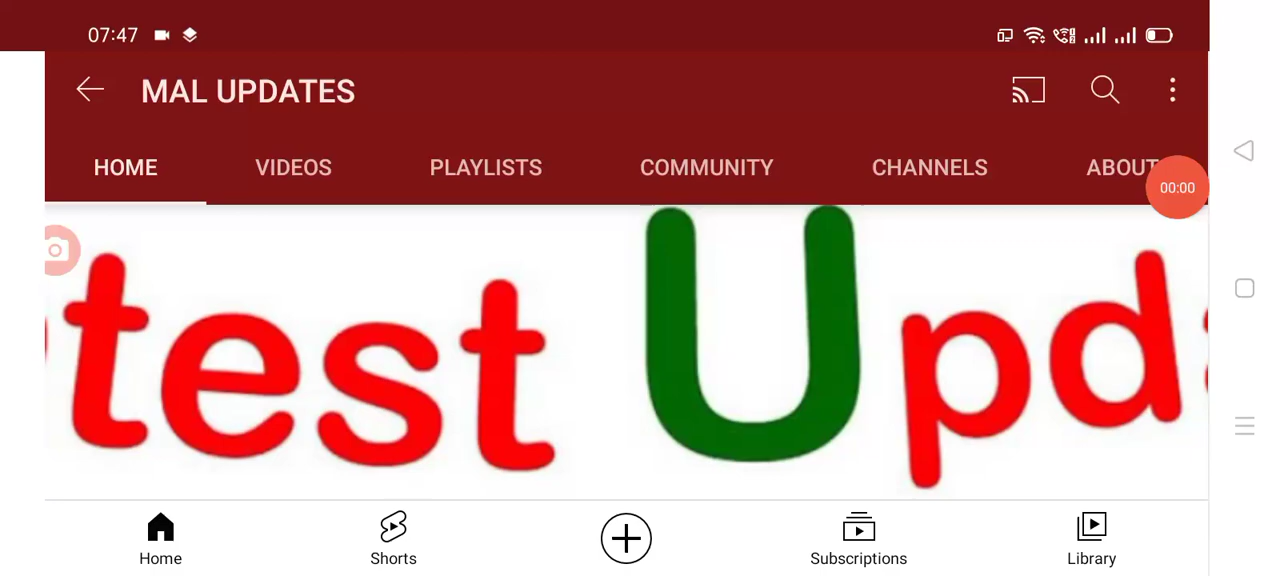 07:47
MAL UPDATES
HOME VIDEOS PLAYLISTS COMMUNITY CHANNELS ABOUT
00:00
test Upd
Home Shorts Subscriptions Library